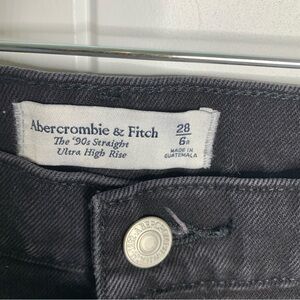 Abercrombie & Fitch
The '90s Straight
Ultra High Rise
28
6R
MADE IN
GUATEMALA